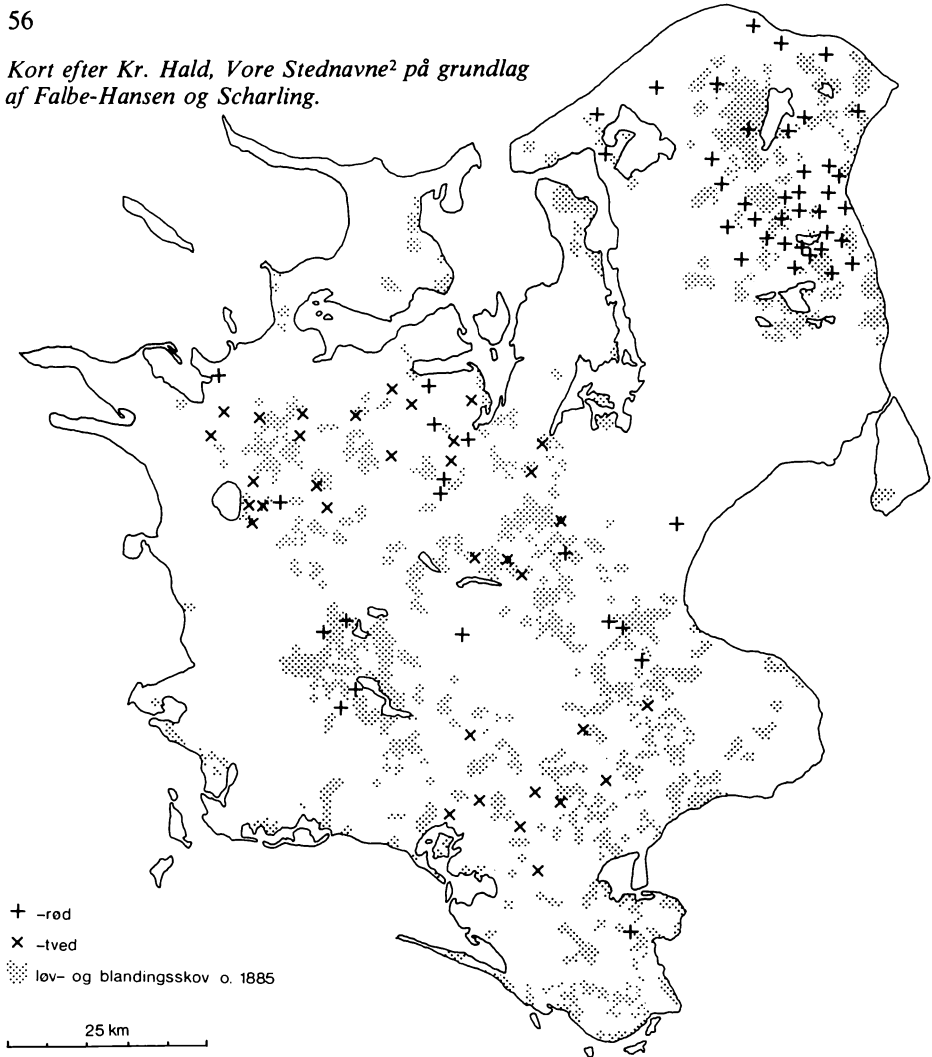 56
Kort efter Kr. Hald, Vore Stednavne² på grundlag
af Falbe-Hansen og Scharling.
+ –rød
× –tved
løv– og blandingsskov o. 1885
25 km